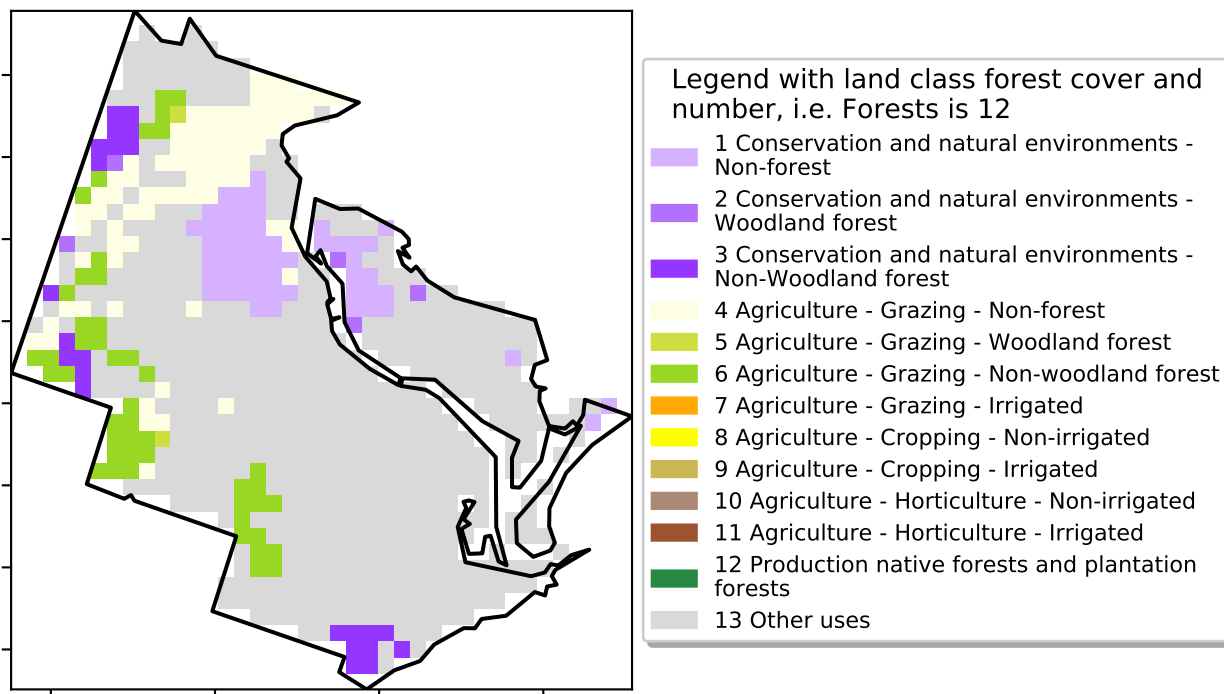 Legend with land class forest cover and
number, i.e. Forests is 12
1 Conservation and natural environments -
Non-forest
2 Conservation and natural environments -
Woodland forest
3 Conservation and natural environments -
Non-Woodland forest
4 Agriculture - Grazing - Non-forest
5 Agriculture - Grazing - Woodland forest
6 Agriculture - Grazing - Non-woodland forest
7 Agriculture - Grazing - Irrigated
8 Agriculture - Cropping - Non-irrigated
9 Agriculture - Cropping - Irrigated
10 Agriculture - Horticulture - Non-irrigated
11 Agriculture - Horticulture - Irrigated
12 Production native forests and plantation
forests
13 Other uses